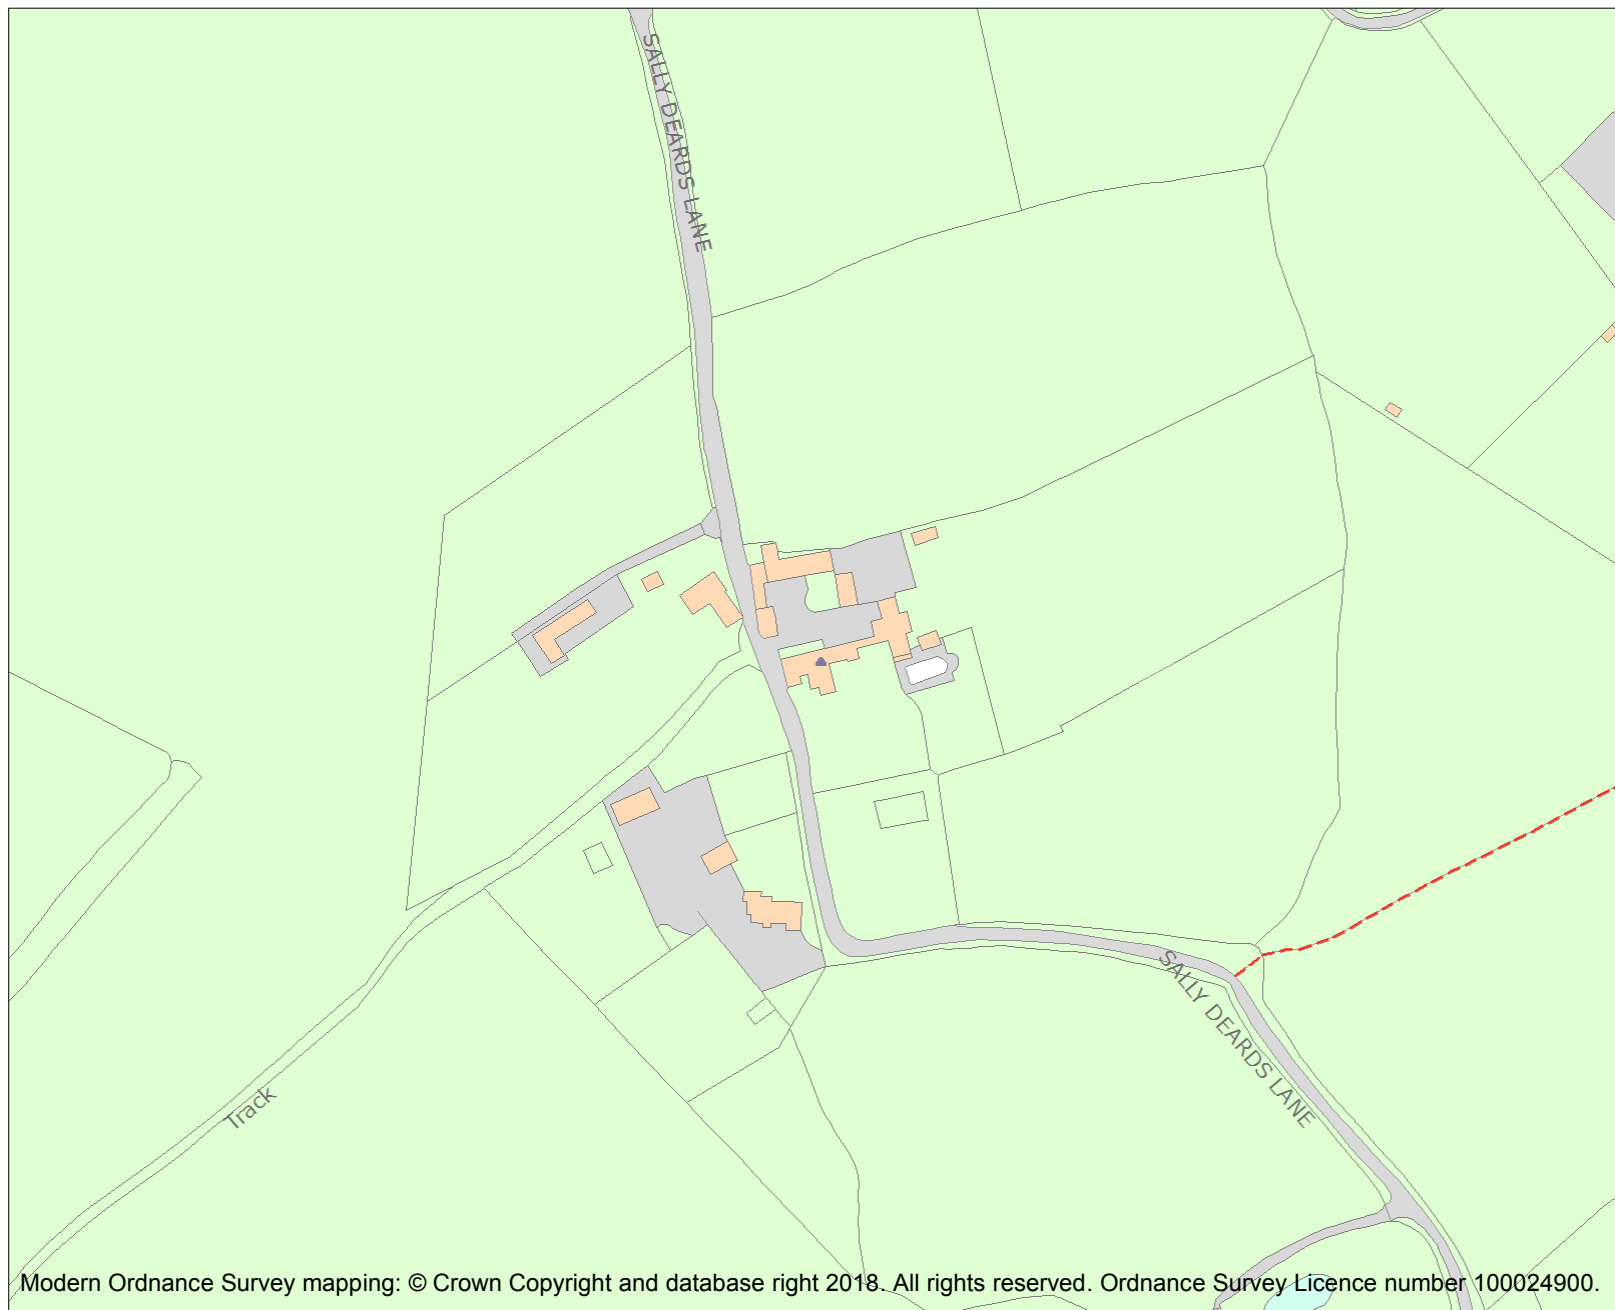 SALLY DEARDS LANE
SALLY DEARDS LANE
Track
Modern Ordnance Survey mapping: © Crown Copyright and database right 2018. All rights reserved. Ordnance Survey Licence number 100024900.